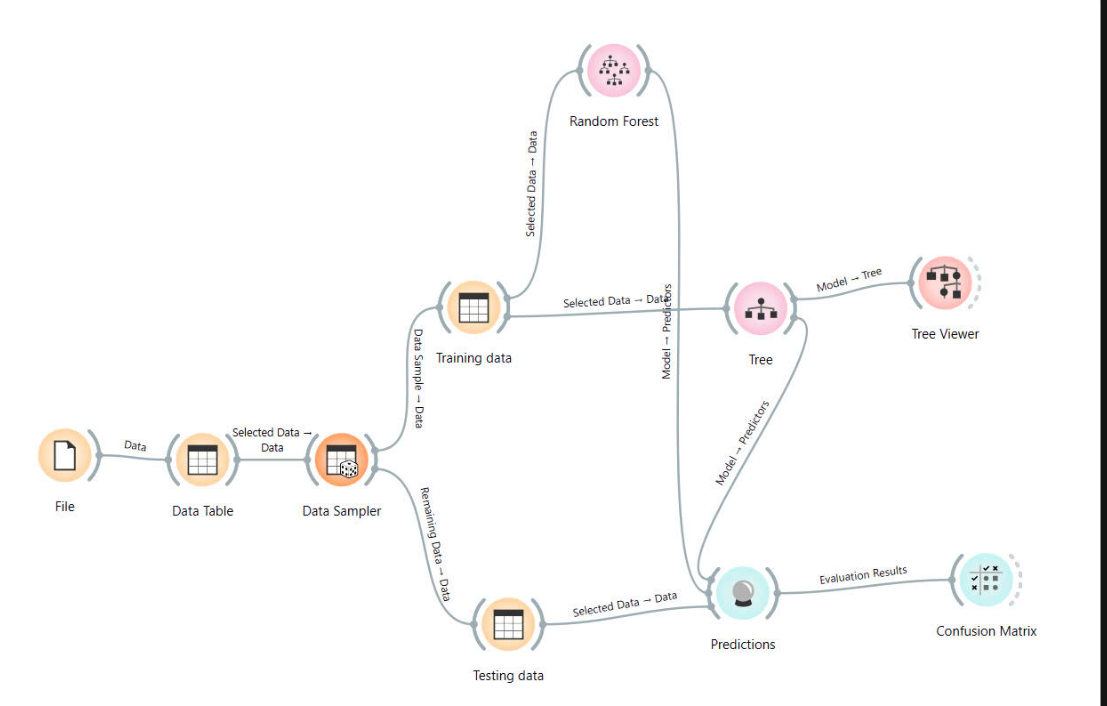 Random Forest
Selected Data → Data
Model → Tree
Selected Data → Data
Model → Predictors
Tree Viewer
Training data
Tree
Data Sample → Data
Model → Predictors
Data
Selected Data →
Data
File
Data Table
Data Sampler
Remaining Data → Data
Evaluation Results
Selected Data → Data
Confusion Matrix
Predictions
Testing data